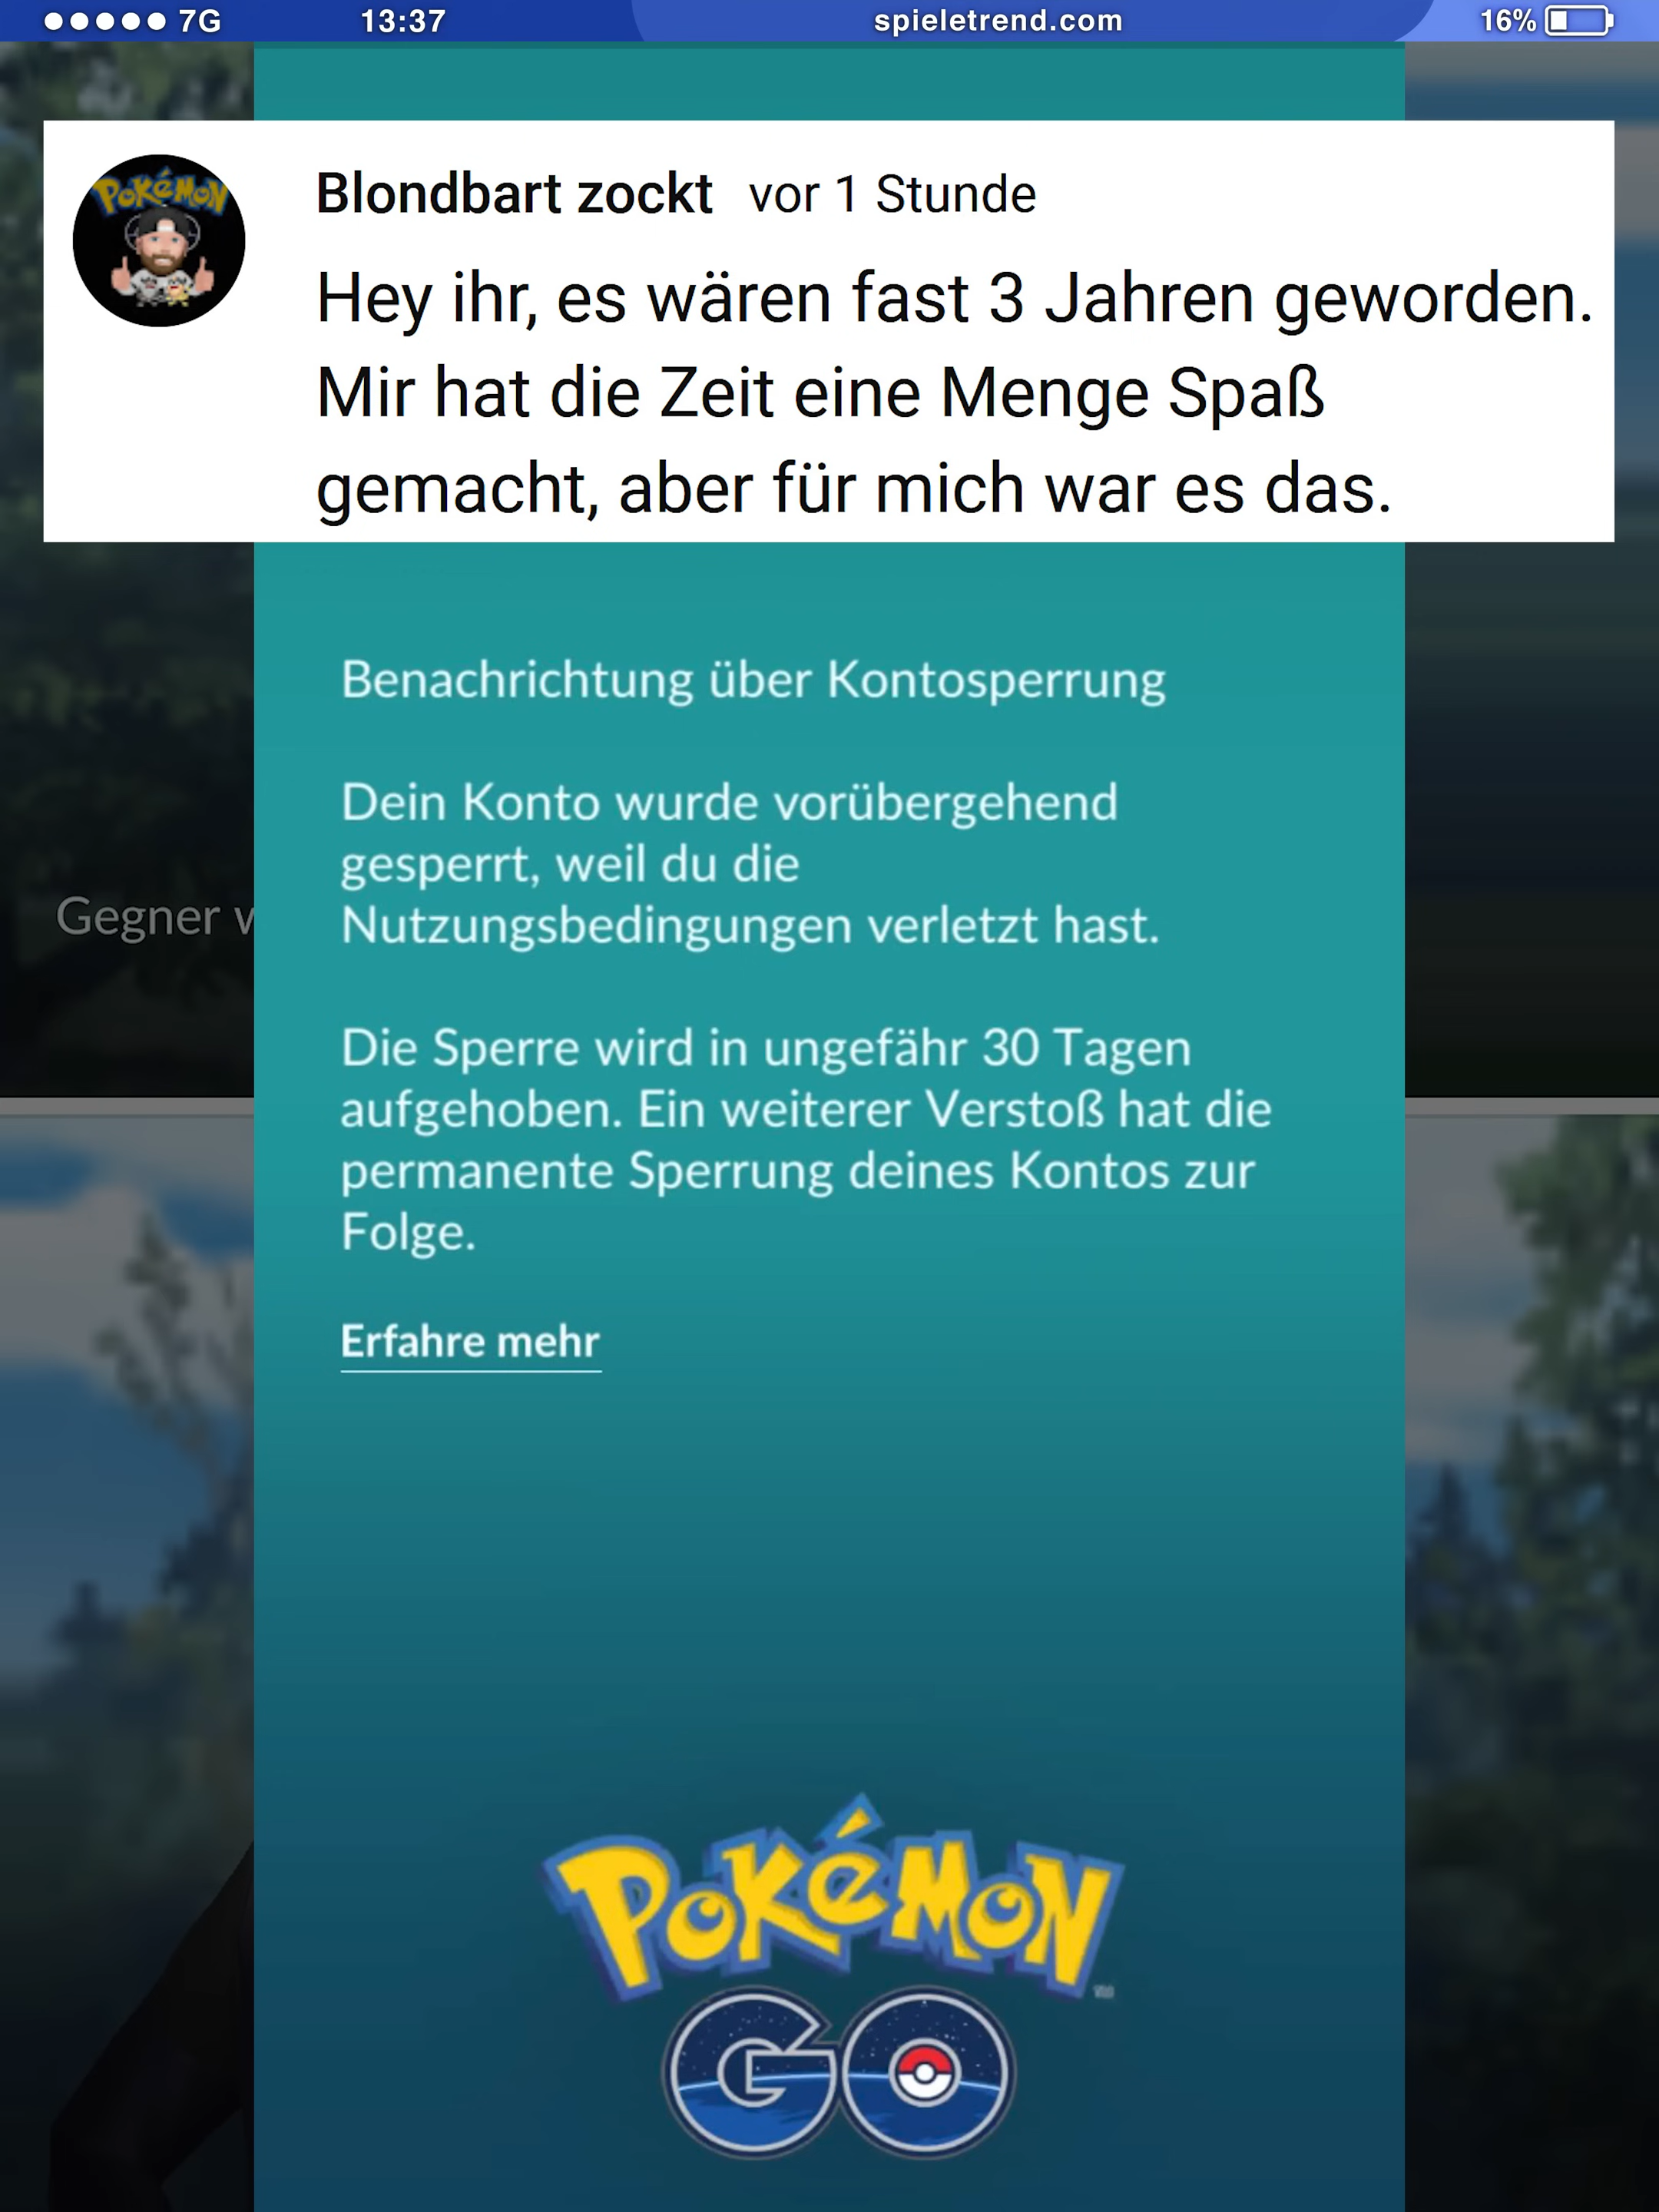 7G 13:37 spieletrend.com 16%
POKÉMON
Blondbart zockt vor 1 Stunde
Hey ihr, es wären fast 3 Jahren geworden.
Mir hat die Zeit eine Menge Spaß
gemacht, aber für mich war es das.
Benachrichtung über Kontosperrung
Dein Konto wurde vorübergehend
gesperrt, weil du die
Nutzungsbedingungen verletzt hast.
Gegner
Die Sperre wird in ungefähr 30 Tagen
aufgehoben. Ein weiterer Verstoß hat die
permanente Sperrung deines Kontos zur
Folge.
Erfahre mehr
POKÉMON
TM
GO